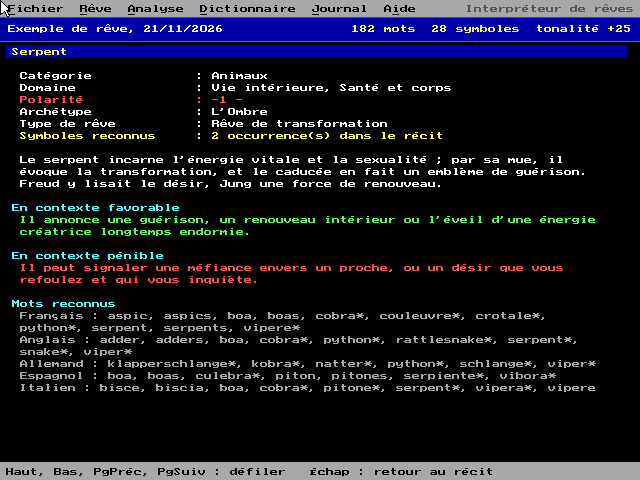 Fichier  Rêve  Analyse  Dictionnaire  Journal  Aide  Interpréteur de rêves
Exemple de rêve, 21/11/2026  182 mots  28 symboles  tonalité +25
Serpent
Catégorie : Animaux
Domaine : Vie intérieure, Santé et corps
Polarité : -1 -
Archétype : L'Ombre
Type de rêve : Rêve de transformation
Symboles reconnus : 2 occurrence(s) dans le récit
Le serpent incarne l'énergie vitale et la sexualité ; par sa mue, il
évoque la transformation, et le caducée en fait un emblème de guérison.
Freud y lisait le désir, Jung une force de renouveau.
En contexte favorable
Il annonce une guérison, un renouveau intérieur ou l'éveil d'une énergie
créatrice longtemps endormie.
En contexte pénible
Il peut signaler une méfiance envers un proche, ou un désir que vous
refoulez et qui vous inquiète.
Mots reconnus
Français : aspic, aspics, boa, boas, cobra*, couleuvre*, crotale*,
python*, serpent, serpents, vipere*
Anglais : adder, adders, boa, cobra*, python*, rattlesnake*, serpent*,
snake*, viper*
Allemand : klapperschlange*, kobra*, natter*, python*, schlange*, viper*
Espagnol : boa, boas, culebra*, piton, pitones, serpiente*, vibora*
Italien : bisce, biscia, boa, cobra*, pitone*, serpent*, vipera*, vipere
Haut, Bas, PgPréc, PgSuiv : défiler  Échap : retour au récit